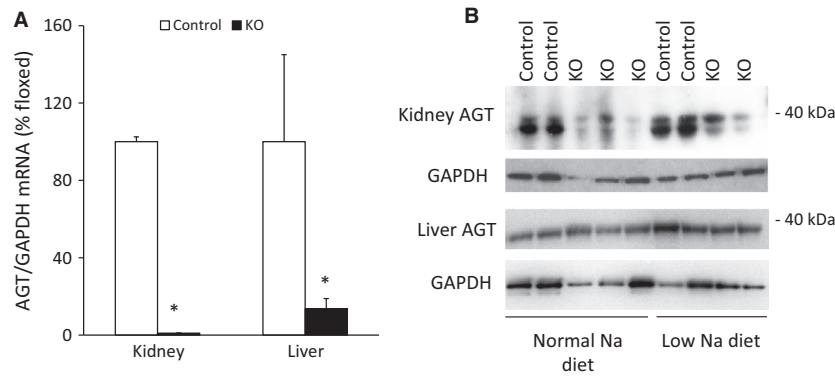 A
AGT/GAPDH mRNA (% floxed)
160
120
80
40
0
Control KO
*
*
Kidney Liver
B
Control Control KO KO KO Control Control KO KO
Kidney AGT - 40 kDa
GAPDH
Liver AGT - 40 kDa
GAPDH
Normal Na Low Na diet
diet